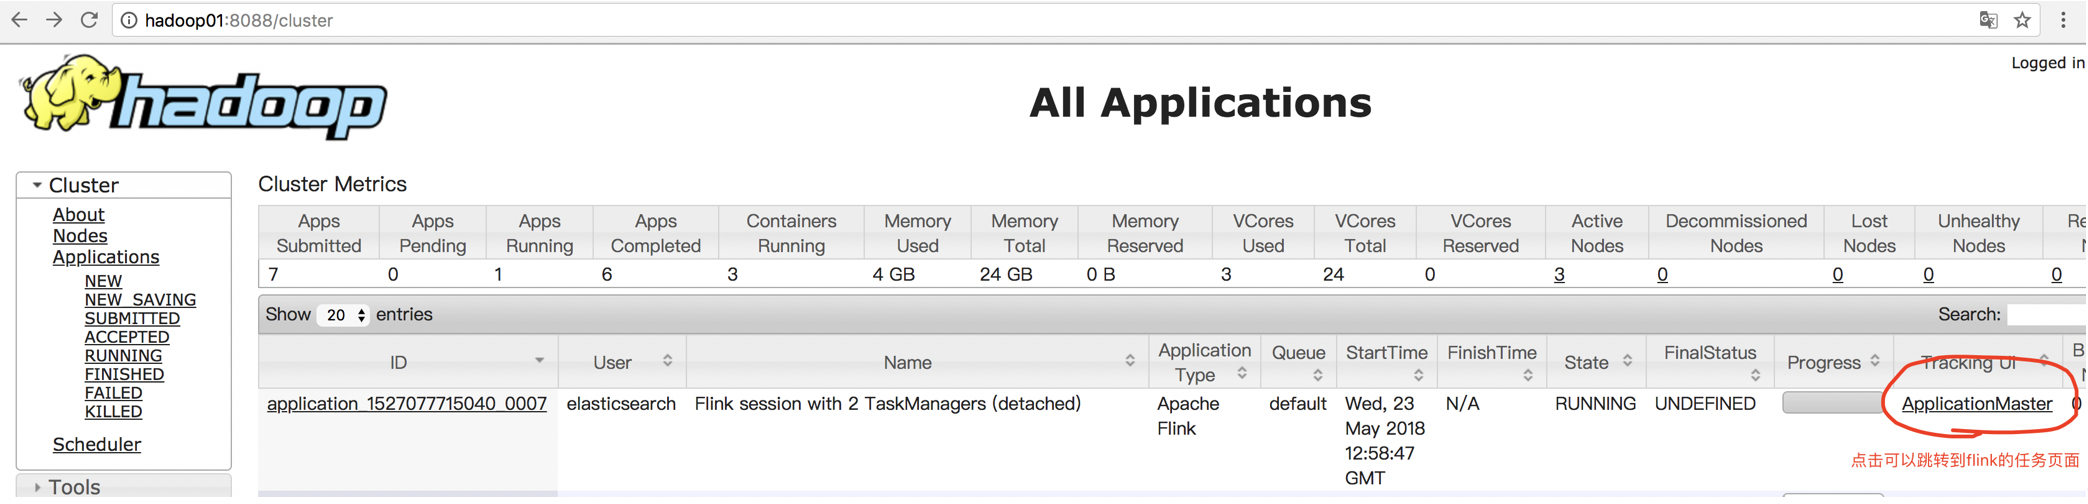 hadoop01:8088/cluster
Logged in
hadoop
All Applications
Cluster
About
Nodes
Applications
NEW
NEW_SAVING
SUBMITTED
ACCEPTED
RUNNING
FINISHED
FAILED
KILLED
Scheduler
Tools
Cluster Metrics
Apps Submitted Apps Pending Apps Running Apps Completed Containers Running Memory Used Memory Total Memory Reserved VCores Used VCores Total VCores Reserved Active Nodes Decommissioned Nodes Lost Nodes Unhealthy Nodes
7 0 1 6 3 4 GB 24 GB 0 B 3 24 0 3 0 0 0 0
Show 20 entries Search:
ID User Name Application Type Queue StartTime FinishTime State FinalStatus Progress Tracking UI
application_1527077715040_0007 elasticsearch Flink session with 2 TaskManagers (detached) Apache Flink default Wed, 23 May 2018 12:58:47 GMT N/A RUNNING UNDEFINED ApplicationMaster 0
点击可以跳转到flink的任务页面